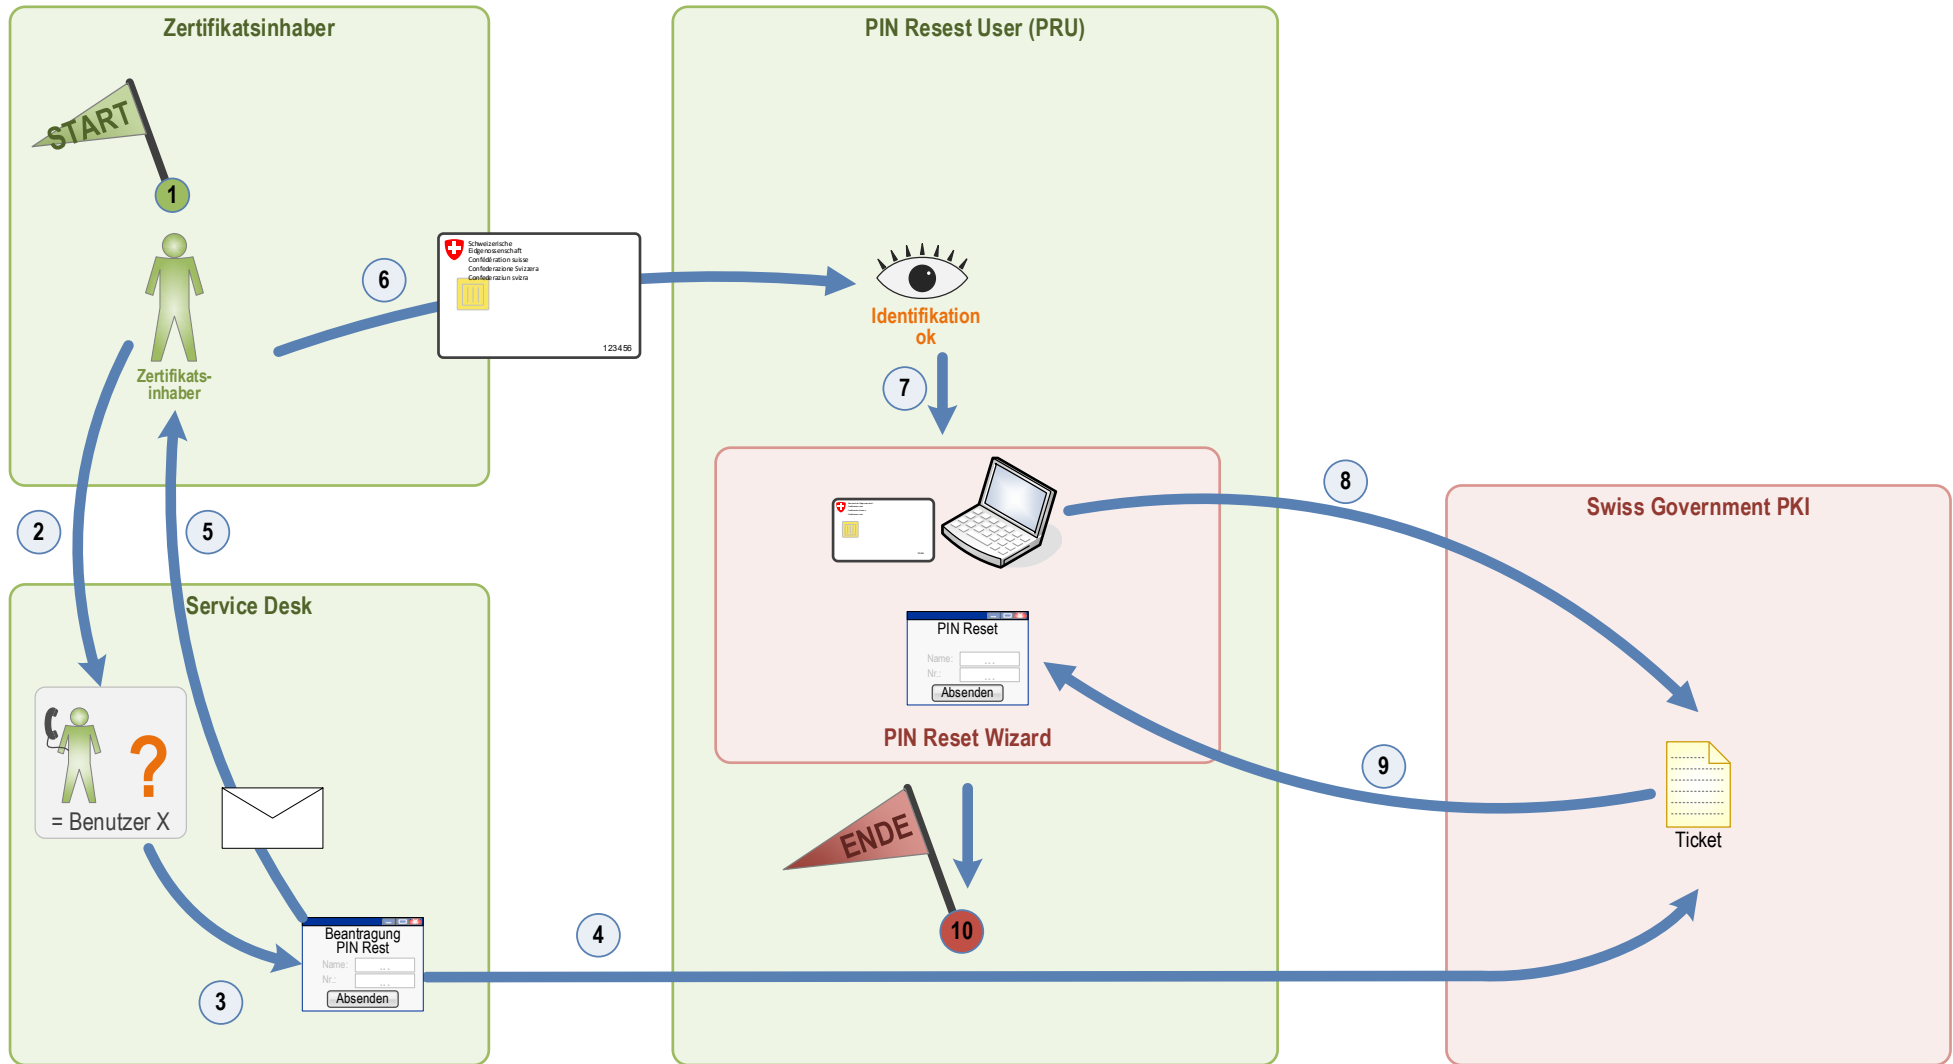 Zertifikatsinhaber
START
1
Zertifikats-
inhaber
6
Schweizerische
Eidgenossenschaft
Confédération suisse
Confederazione Svizzera
Confederaziun svizra
123456
2
5
Service Desk
= Benutzer X
?
3
Beantragung
PIN Rest
Name: ...
Nr.: ...
Absenden
4
PIN Resest User (PRU)
Identifikation
ok
7
PIN Reset
Name: ...
Nr.: ...
Absenden
PIN Reset Wizard
ENDE
10
8
9
Swiss Government PKI
Ticket